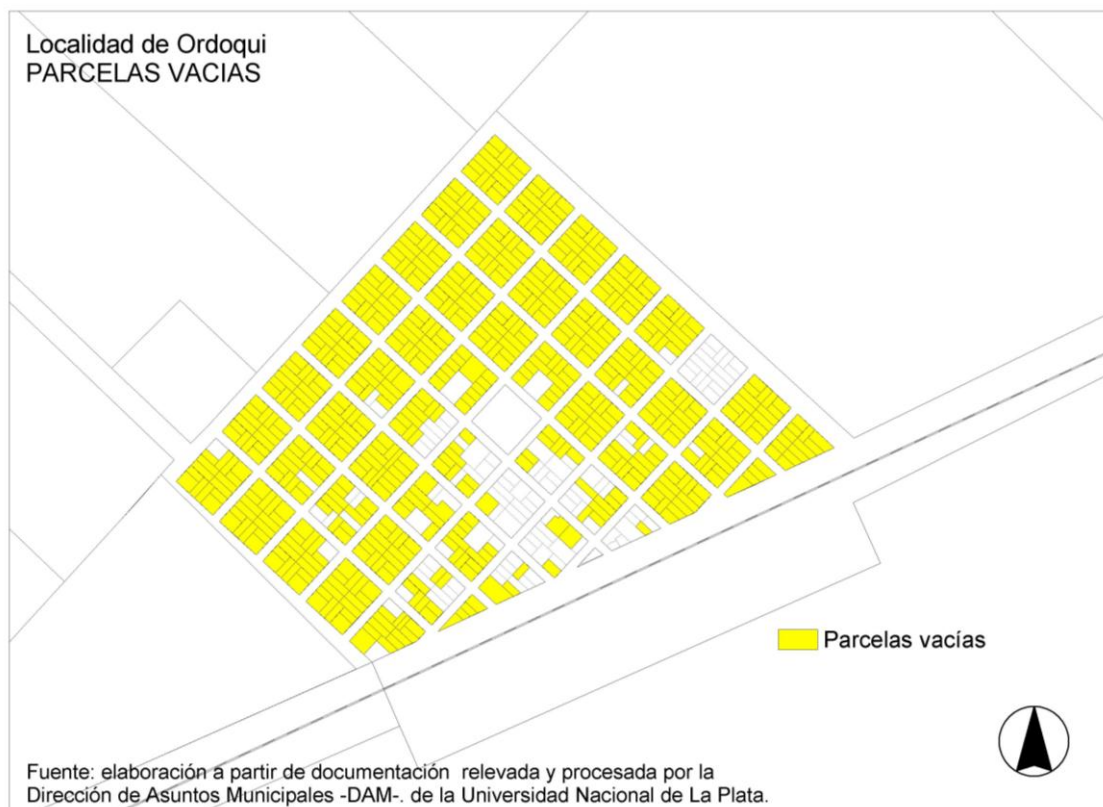 Localidad de Ordoqui
PARCELAS VACIAS
Parcelas vacías
Fuente: elaboración a partir de documentación relevada y procesada por la
Dirección de Asuntos Municipales -DAM-. de la Universidad Nacional de La Plata.